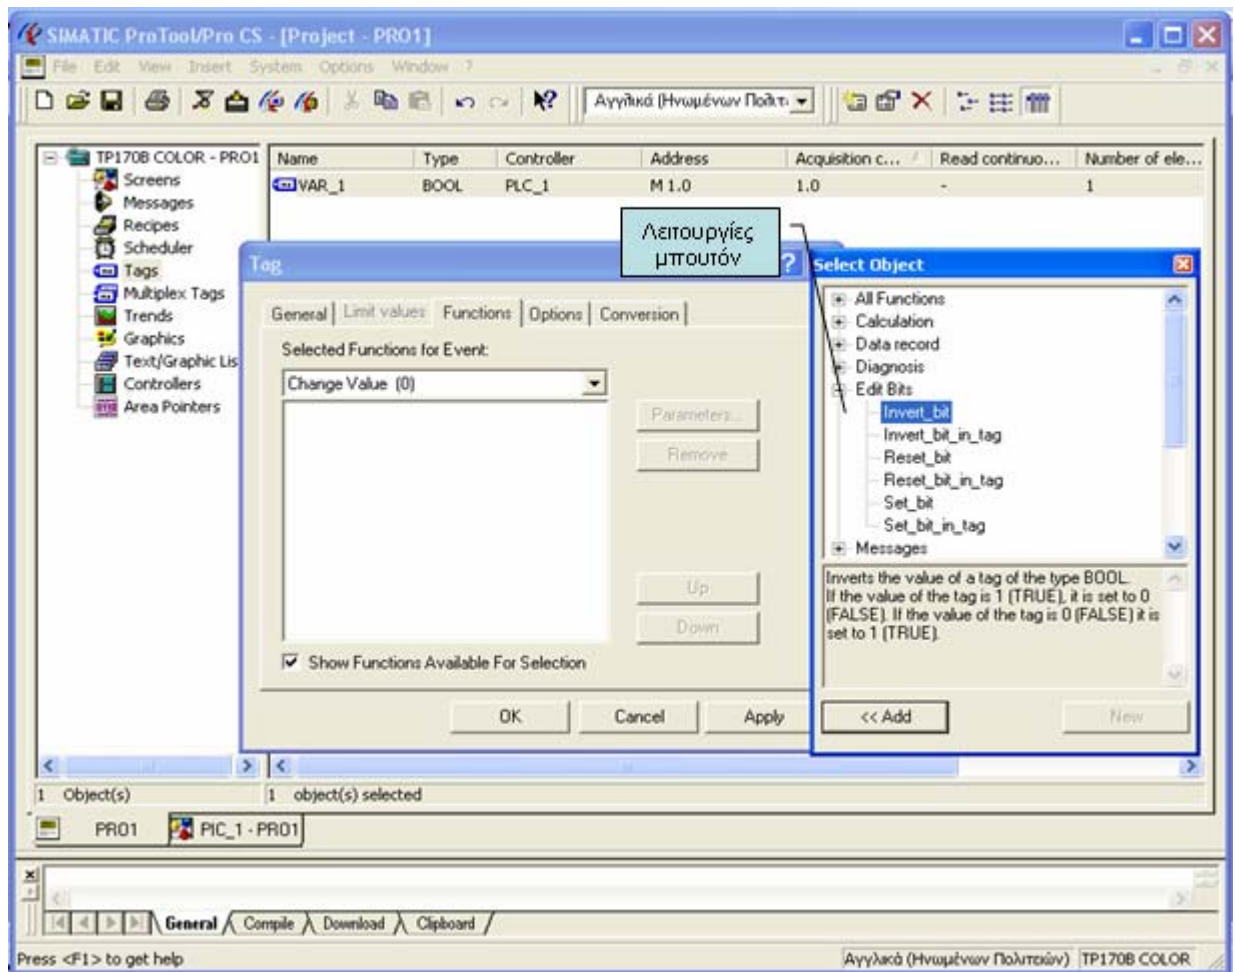 SIMATIC ProTool/Pro CS - [Project - PRO1]
File Edit View Insert System Options Window ?
Αγγλικά (Ηνωμένων Πολιτ
TP170B COLOR - PRO1
Screens
Messages
Recipes
Scheduler
Tags
Multiplex Tags
Trends
Graphics
Text/Graphic Lis
Controllers
Area Pointers
Name Type Controller Address Acquisition c... Read continuo... Number of ele...
VAR_1 BOOL PLC_1 M 1.0 1.0 - 1
Λειτουργίες
μπουτόν
Tag ?
General Limit values Functions Options Conversion
Selected Functions for Event:
Change Value (0)
Parameters...
Remove
Up
Down
Show Functions Available For Selection
OK Cancel Apply
Select Object
All Functions
Calculation
Data record
Diagnosis
Edit Bits
Invert_bit
Invert_bit_in_tag
Reset_bit
Reset_bit_in_tag
Set_bit
Set_bit_in_tag
Messages
Inverts the value of a tag of the type BOOL.
If the value of the tag is 1 (TRUE), it is set to 0
(FALSE). If the value of the tag is 0 (FALSE) it is
set to 1 (TRUE).
<< Add New
1 Object(s) 1 object(s) selected
PRO1 PIC_1 - PRO1
General Compile Download Clipboard
Press <F1> to get help Αγγλικά (Ηνωμένων Πολιτειών) TP170B COLOR